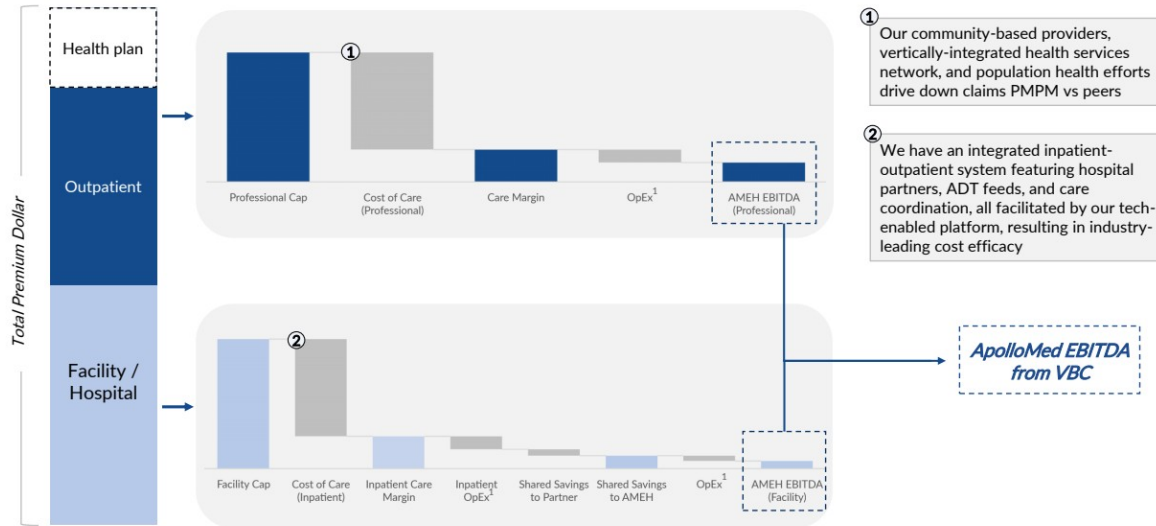 Total Premium Dollar
Health plan
Outpatient
Facility /
Hospital
1
Professional Cap
Cost of Care
(Professional)
Care Margin
OpEx1
AMEH EBITDA
(Professional)
2
Facility Cap
Cost of Care
(Inpatient)
Inpatient Care
Margin
Inpatient
OpEx1
Shared Savings
to Partner
Shared Savings
to AMEH
OpEx1
AMEH EBITDA
(Facility)
1
Our community-based providers,
vertically-integrated health services
network, and population health efforts
drive down claims PMPM vs peers
2
We have an integrated inpatient-
outpatient system featuring hospital
partners, ADT feeds, and care
coordination, all facilitated by our tech-
enabled platform, resulting in industry-
leading cost efficacy
ApolloMed EBITDA
from VBC